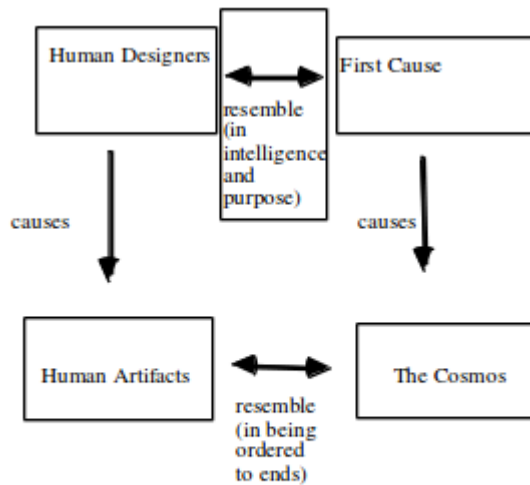 Human Designers
First Cause
resemble
(in
intelligence
and
purpose)
causes
causes
Human Artifacts
The Cosmos
resemble
(in being
ordered
to ends)